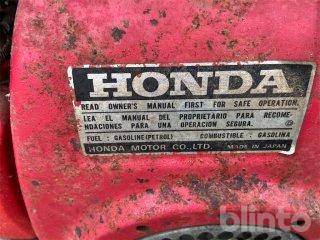 HONDA
READ OWNER'S MANUAL FIRST FOR SAFE OPERATION.
LEA EL MANUAL DEL PROPRIETARIO PARA RECOME-
NDACIONES PARA UNA OPERACION SEGURA.
FUEL : GASOLINE(PETROL) COMBUSTIBLE : GASOLINA
HONDA MOTOR CO.,LTD. MADE IN JAPAN
blinto